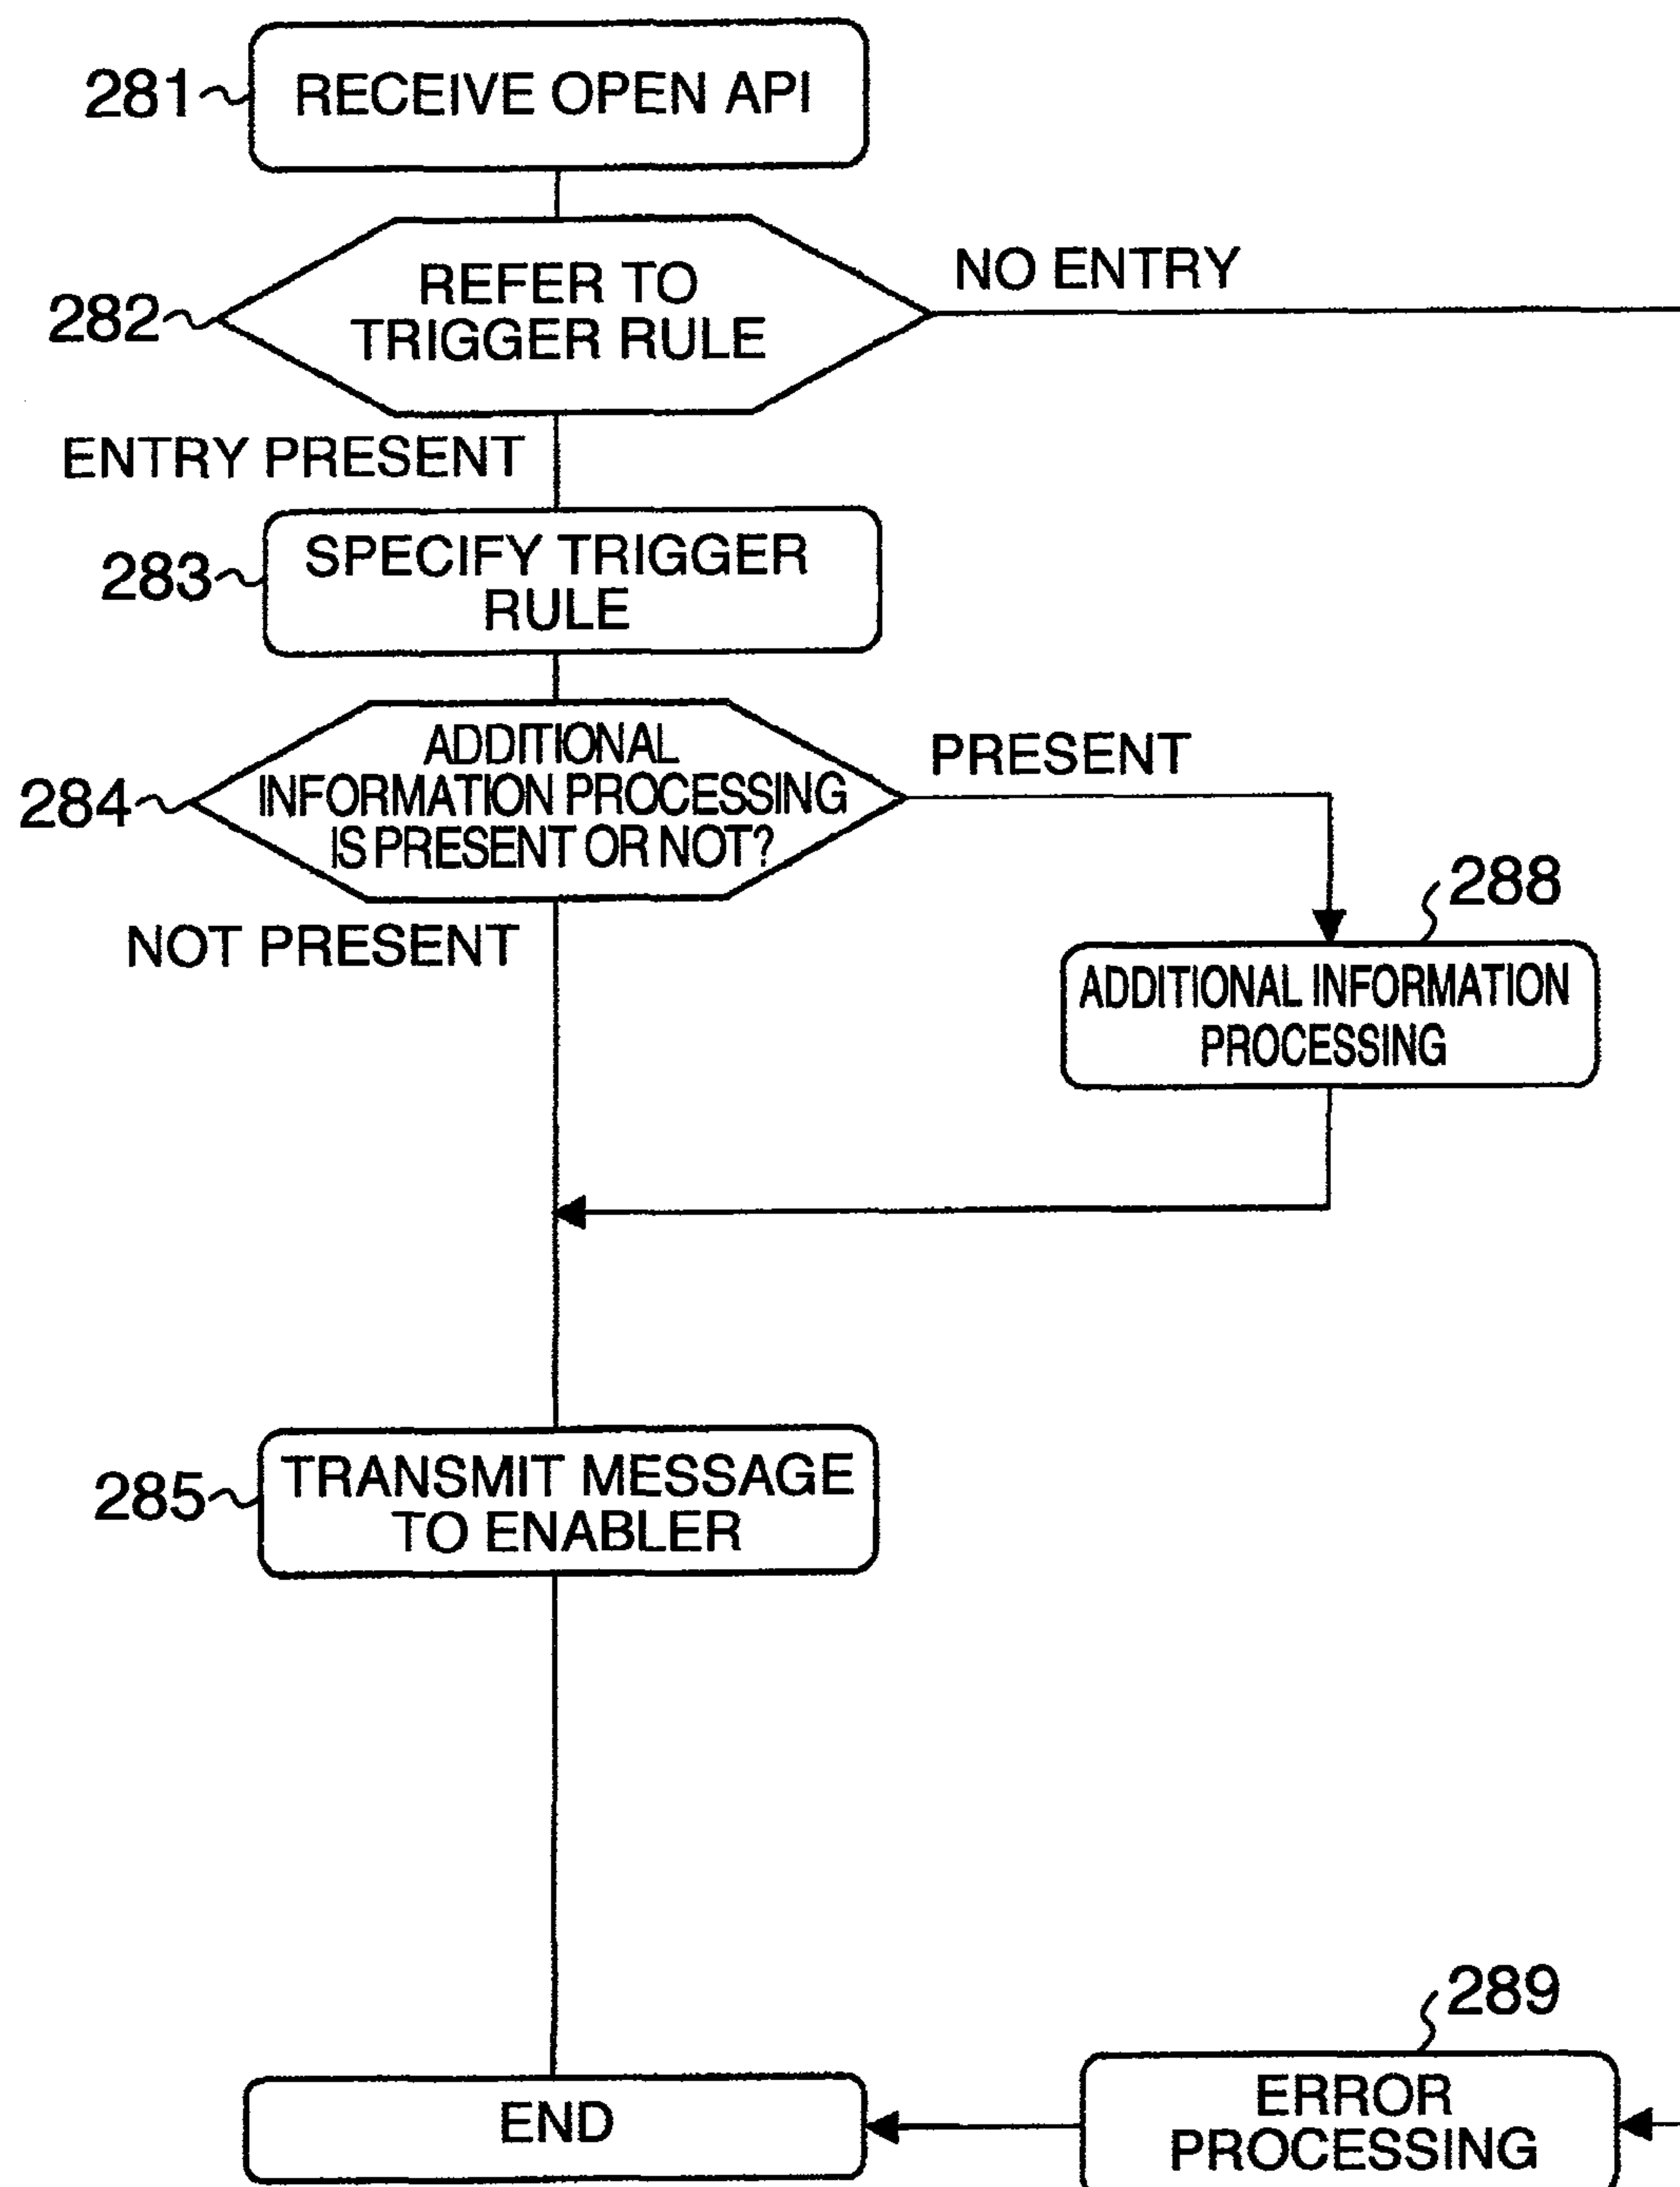 281
RECEIVE OPEN API
282
REFER TO
TRIGGER RULE
NO ENTRY
ENTRY PRESENT
283
SPECIFY TRIGGER
RULE
284
ADDITIONAL
INFORMATION PROCESSING
IS PRESENT OR NOT?
PRESENT
NOT PRESENT
288
ADDITIONAL INFORMATION
PROCESSING
285
TRANSMIT MESSAGE
TO ENABLER
289
END
ERROR
PROCESSING